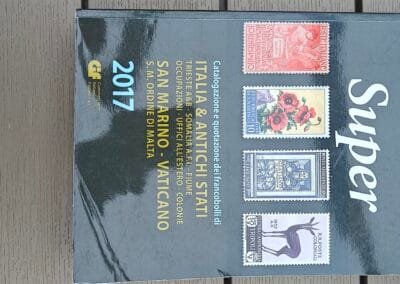 Super
Catalogazione e quotazione dei francobolli di
ITALIA & ANTICHI STATI
TRIESTE A&B - SOMALIA A.F.I. - FIUME
OCCUPAZIONI - UFFICI ALL'ESTERO - COLONIE
SAN MARINO - VATICANO
S.M. ORDINE DI MALTA
2017